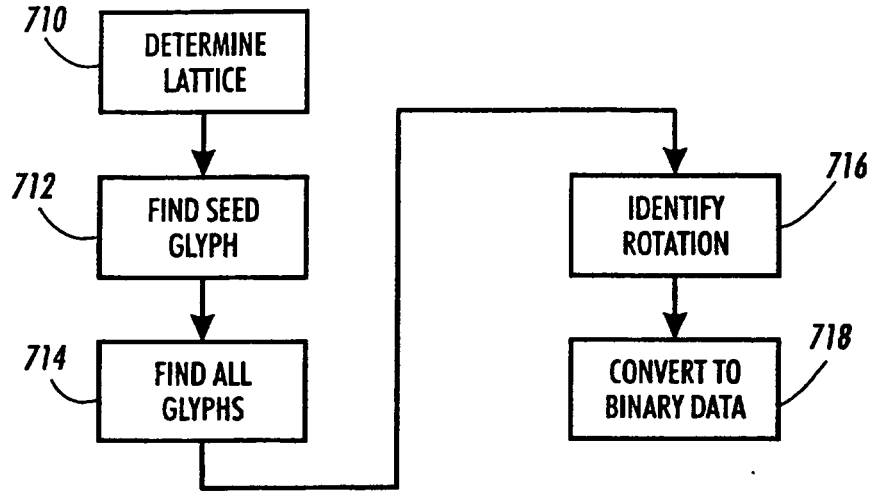 710
DETERMINE
LATTICE
712
FIND SEED
GLYPH
714
FIND ALL
GLYPHS
716
IDENTIFY
ROTATION
718
CONVERT TO
BINARY DATA